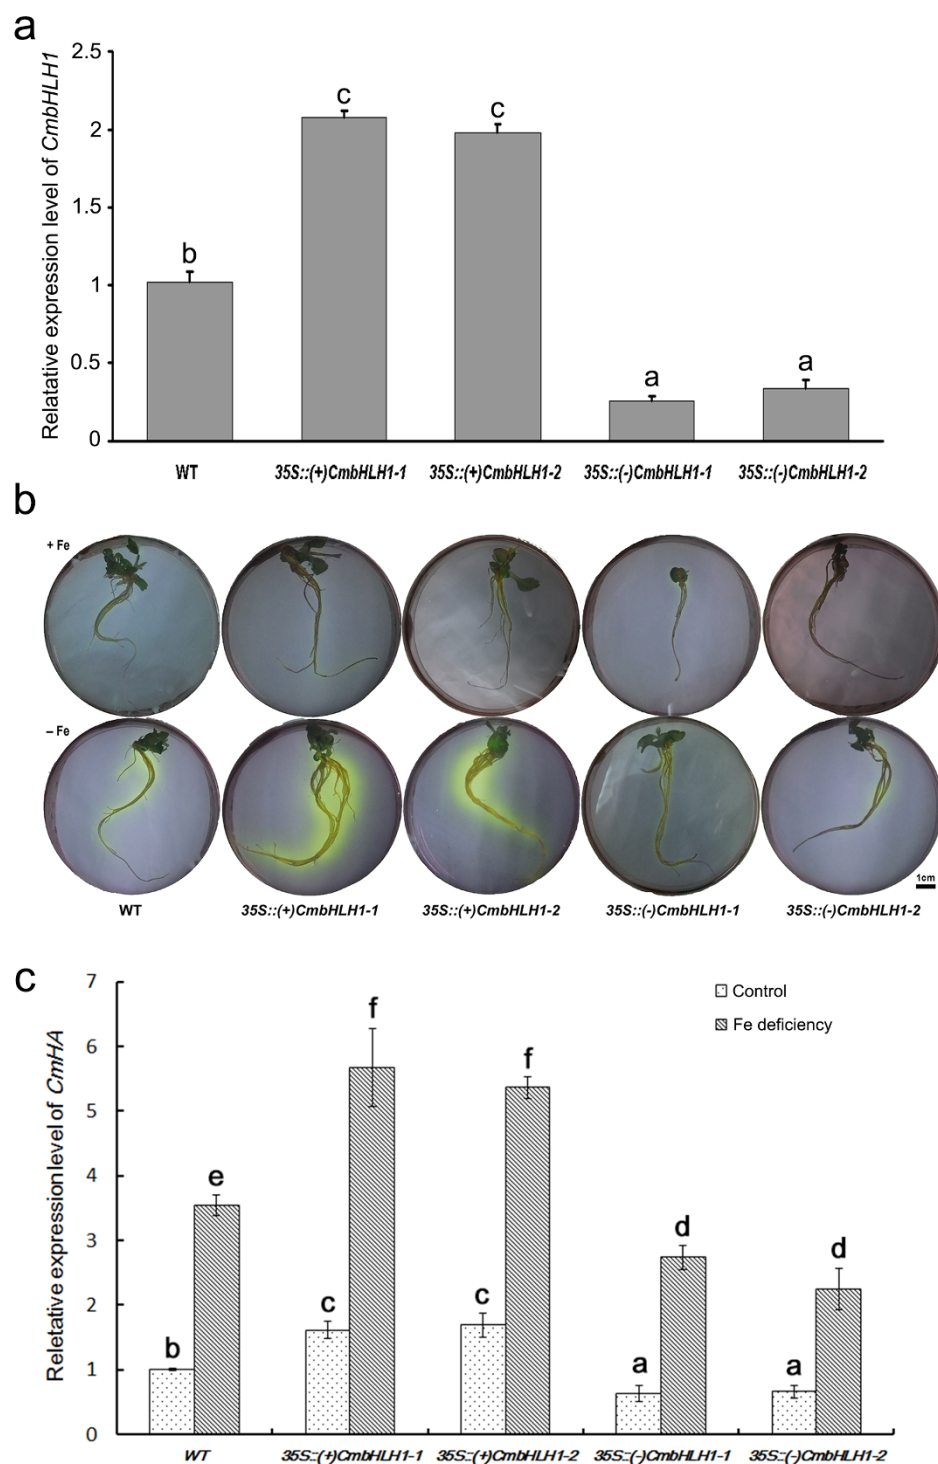 a
Relatative expression level of CmbHLH1
2.5
2
1.5
1
0.5
0
b
c
c
a
a
WT
35S::(+)CmbHLH1-1
35S::(+)CmbHLH1-2
35S::(-)CmbHLH1-1
35S::(-)CmbHLH1-2
b
+ Fe
– Fe
1cm
WT
35S::(+)CmbHLH1-1
35S::(+)CmbHLH1-2
35S::(-)CmbHLH1-1
35S::(-)CmbHLH1-2
c
Reletative expression level of CmHA
7
6
5
4
3
2
1
0
Control
Fe deficiency
b
e
c
f
c
f
a
d
a
d
WT
35S::(+)CmbHLH1-1
35S::(+)CmbHLH1-2
35S::(-)CmbHLH1-1
35S::(-)CmbHLH1-2